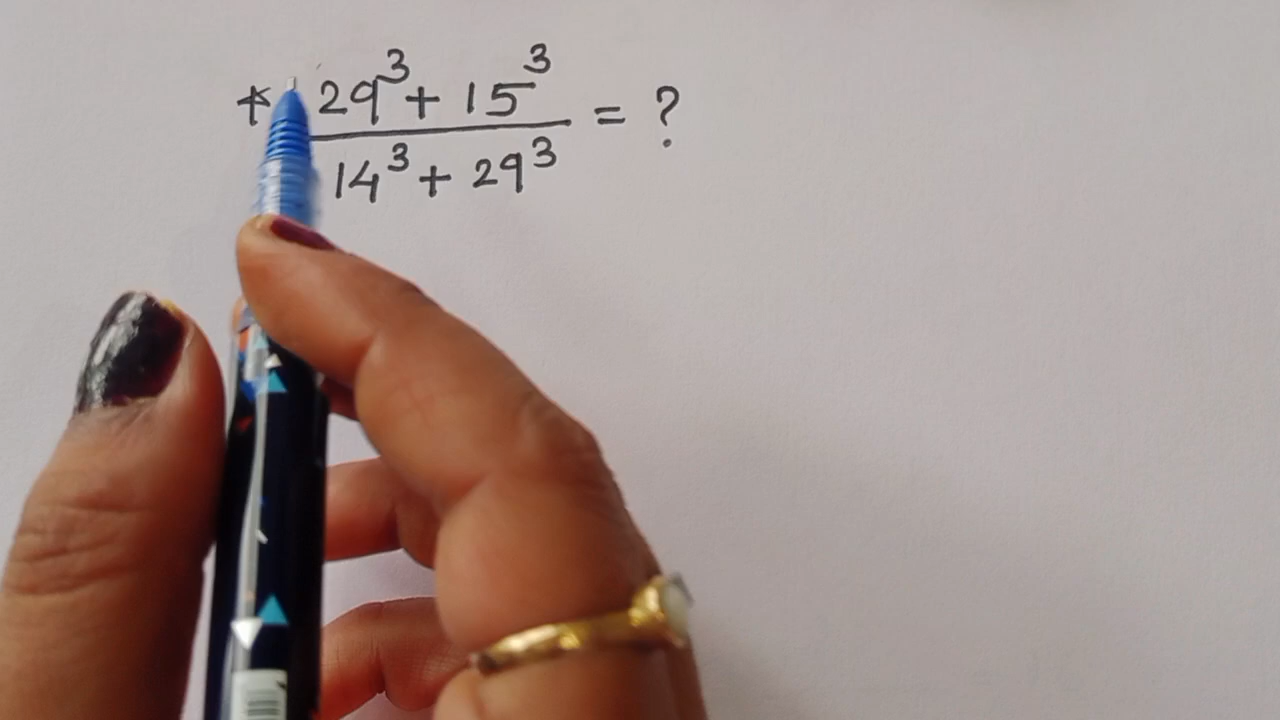 * 29³ + 15³
= ?
14³ + 29³